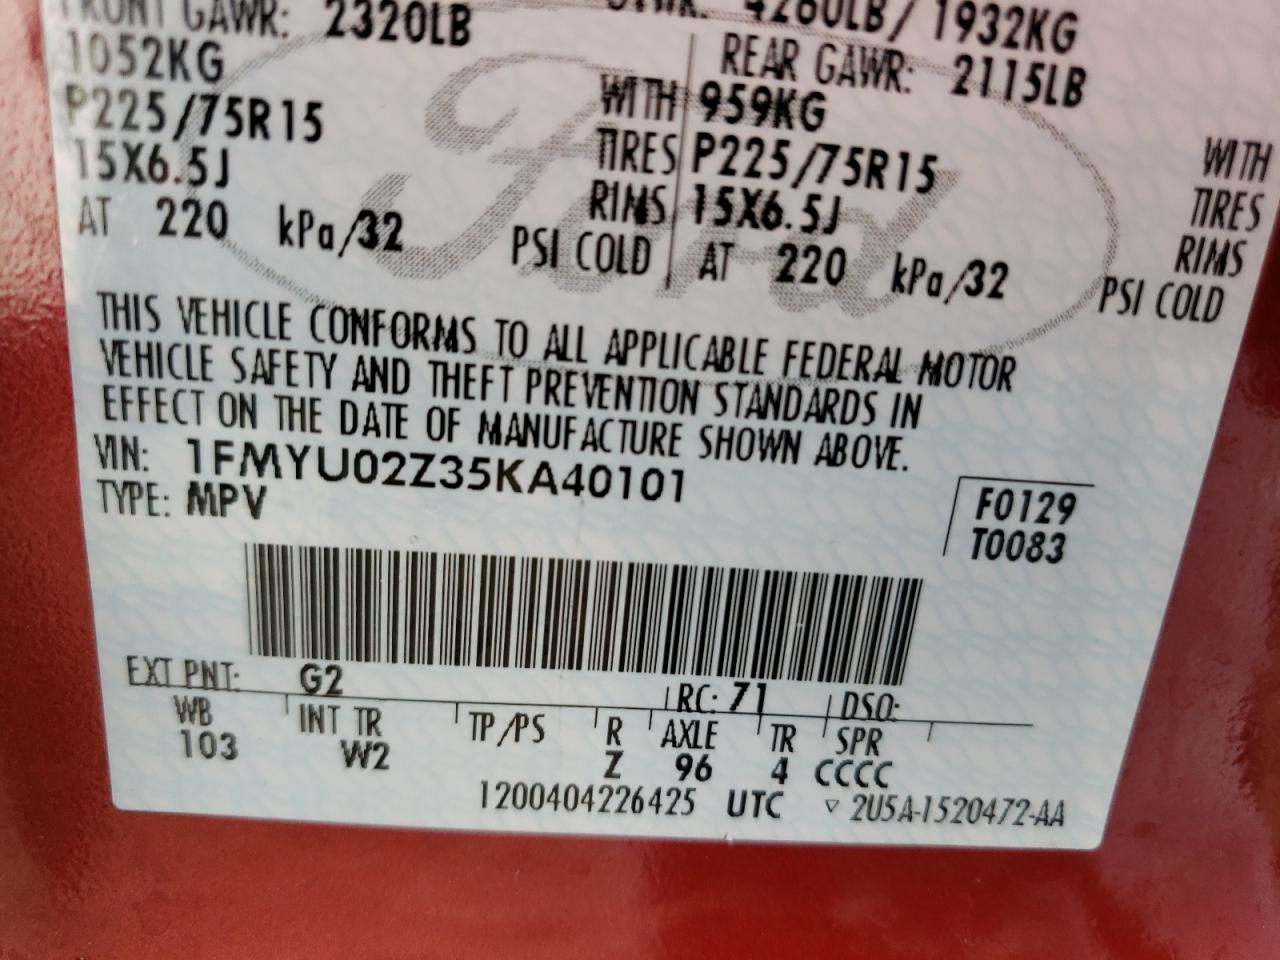 FRONT GAWR: 2320LB GVWR: 4260LB/ 1932KG
1052KG REAR GAWR: 2115LB
P225/75R15 WITH 959KG WITH
15X6.5J TIRES P225/75R15 TIRES
AT 220 kPa/32 RIMS 15X6.5J RIMS
PSI COLD AT 220 kPa/32 PSI COLD
Ford
THIS VEHICLE CONFORMS TO ALL APPLICABLE FEDERAL MOTOR
VEHICLE SAFETY AND THEFT PREVENTION STANDARDS IN
EFFECT ON THE DATE OF MANUFACTURE SHOWN ABOVE.
VIN: 1FMYU02Z35KA40101
TYPE: MPV
F0129
T0083
EXT PNT: G2 RC: 71 DSO:
WB INT TR TP/PS R AXLE TR SPR
103 W2 Z 96 4 CCCC
1200404226425 UTC ▿ 2U5A-1520472-AA